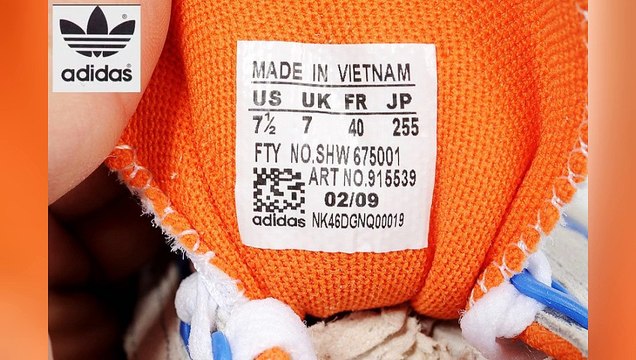 adidas
MADE IN VIETNAM
US UK FR JP
7½ 7 40 255
FTY NO.SHW 675001
ART NO.915539
02/09
adidas NK46DGNQ00019